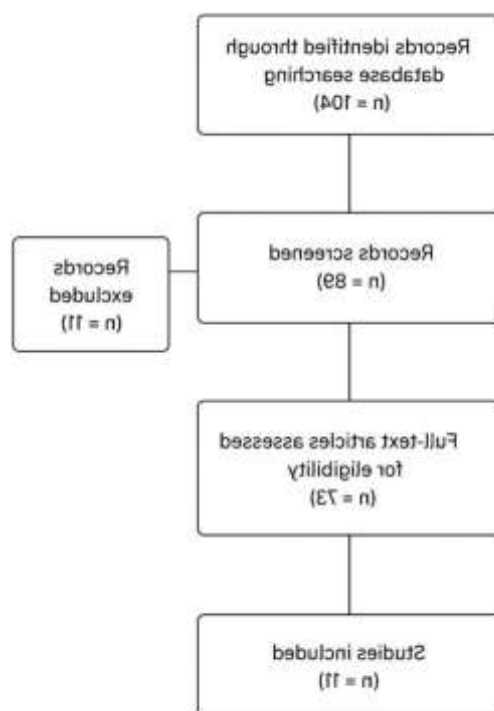 Records identified through
database searching
(n = 104)
Records screened
(n = 89)
Records
excluded
(n = 11)
Full-text articles assessed
for eligibility
(n = 73)
Studies included
(n = 11)